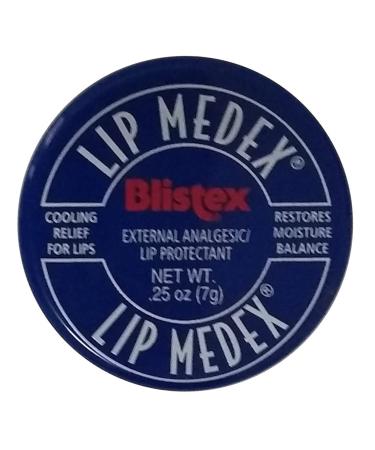 LIP MEDEX®
Blistex
COOLING
RELIEF
FOR LIPS
EXTERNAL ANALGESIC/
LIP PROTECTANT
RESTORES
MOISTURE
BALANCE
NET WT.
.25 oz (7g)
LIP MEDEX®